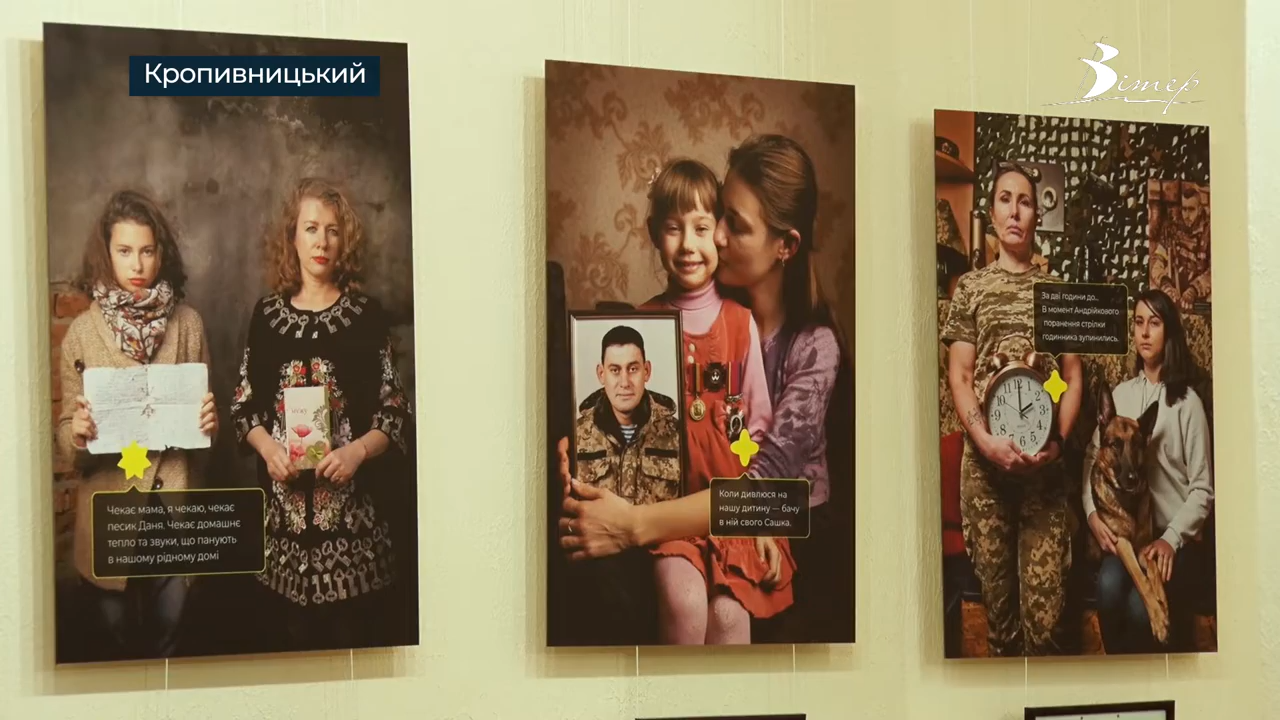 Кропивницький
Вітер
Чекає мама, я чекаю, чекає
песик Даня. Чекає домашнє
тепло та звуки, що панують
в нашому рідному домі
Коли дивлюся на
нашу дитину — бачу
в ній свого Сашка.
За дві години до...
В момент Андрійкового
поранення стрілки
годинника зупинились.